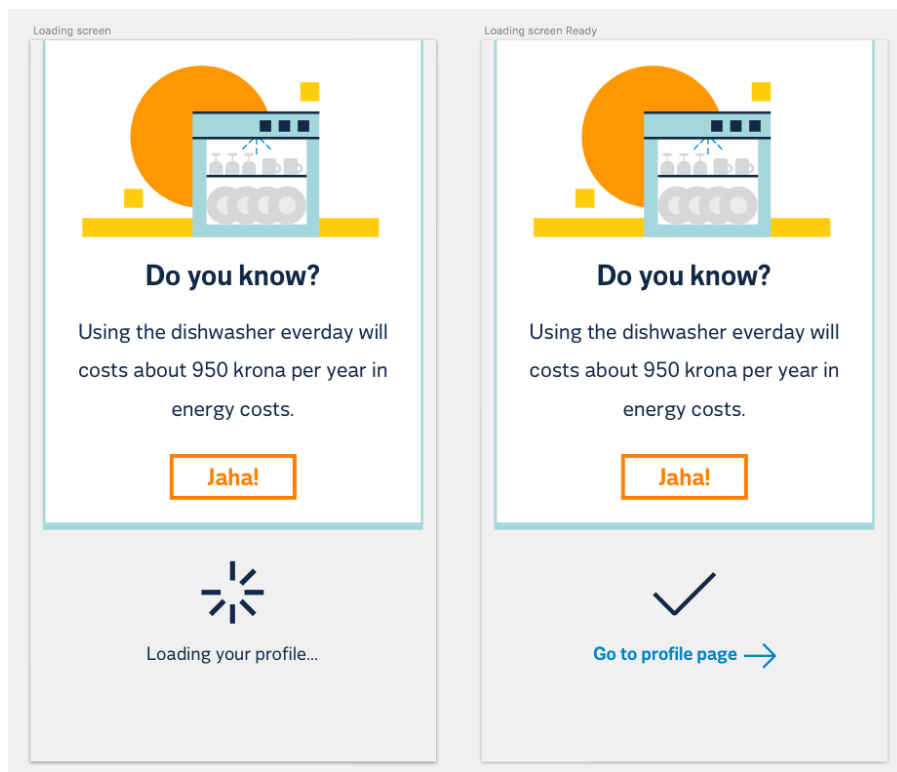 Loading screen
Do you know?
Using the dishwasher everday will
costs about 950 krona per year in
energy costs.
Jaha!
Loading your profile...
Loading screen Ready
Do you know?
Using the dishwasher everday will
costs about 950 krona per year in
energy costs.
Jaha!
Go to profile page